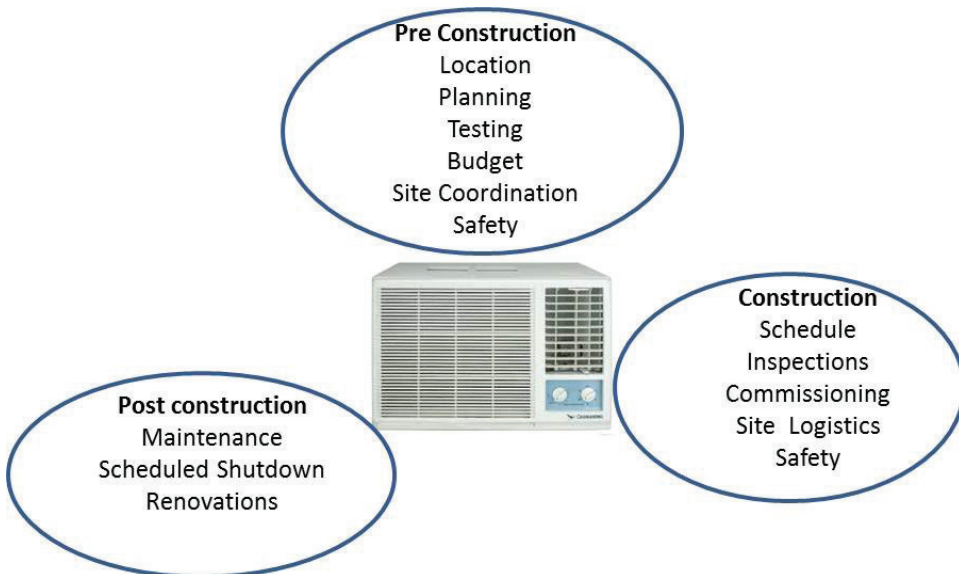 Pre Construction
Location
Planning
Testing
Budget
Site Coordination
Safety
Construction
Schedule
Inspections
Commissioning
Site Logistics
Safety
Post construction
Maintenance
Scheduled Shutdown
Renovations